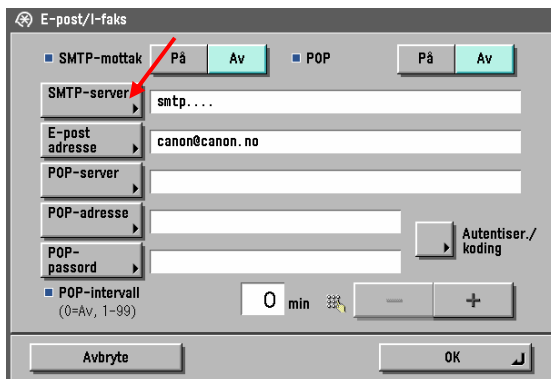 E-post/I-faks
SMTP-mottak På Av POP På Av
SMTP-server smtp....
E-post
adresse canon@canon.no
POP-server
POP-adresse
Autentiser./
koding
POP-
passord
POP-intervall 0 min − +
(0=Av, 1-99)
Avbryte OK